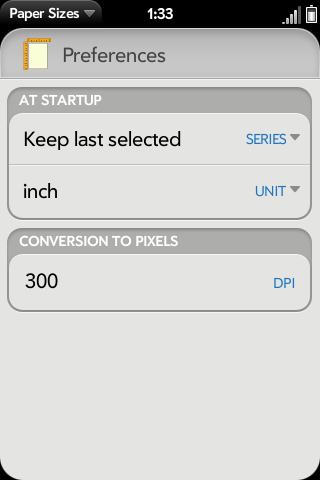 Paper Sizes 1:33
Preferences
AT STARTUP
Keep last selected SERIES
inch UNIT
CONVERSION TO PIXELS
300 DPI